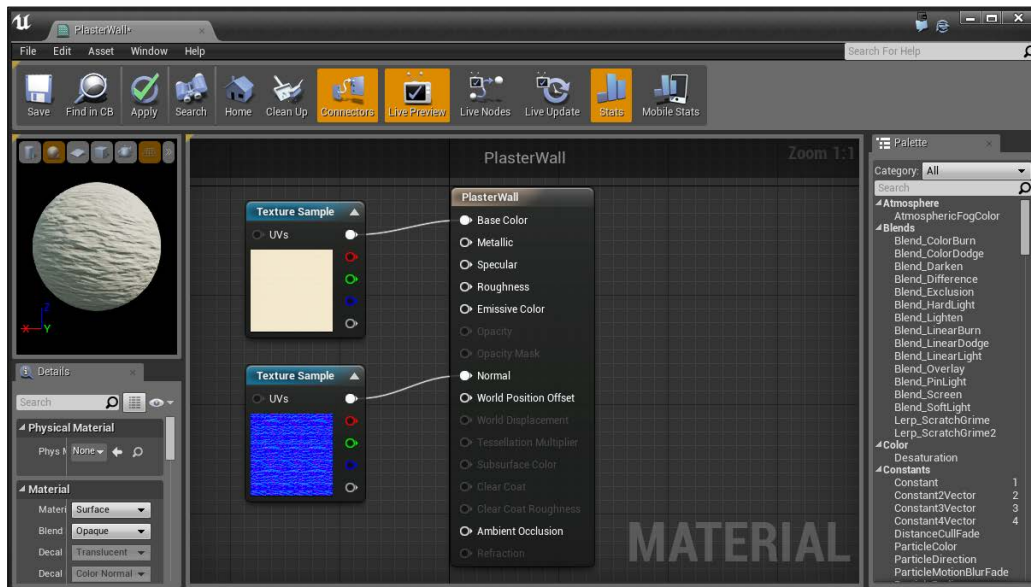 PlasterWall*
File Edit Asset Window Help
Search For Help
Save Find in CB Apply Search Home Clean Up Connectors Live Preview Live Nodes Live Update Stats Mobile Stats
PlasterWall
Zoom 1:1
Z
X Y
Details
Search
Physical Material
Phys M None
Material
Materi Surface
Blend Opaque
Decal Translucent
Decal Color Normal
Texture Sample
UVs
Texture Sample
UVs
PlasterWall
Base Color
Metallic
Specular
Roughness
Emissive Color
Opacity
Opacity Mask
Normal
World Position Offset
World Displacement
Tessellation Multiplier
Subsurface Color
Clear Coat
Clear Coat Roughness
Ambient Occlusion
Refraction
MATERIAL
Palette
Category: All
Search
Atmosphere
AtmosphericFogColor
Blends
Blend_ColorBurn
Blend_ColorDodge
Blend_Darken
Blend_Difference
Blend_Exclusion
Blend_HardLight
Blend_Lighten
Blend_LinearBurn
Blend_LinearDodge
Blend_LinearLight
Blend_Overlay
Blend_PinLight
Blend_Screen
Blend_SoftLight
Lerp_ScratchGrime
Lerp_ScratchGrime2
Color
Desaturation
Constants
Constant 1
Constant2Vector 2
Constant3Vector 3
Constant4Vector 4
DistanceCullFade
ParticleColor
ParticleDirection
ParticleMotionBlurFade